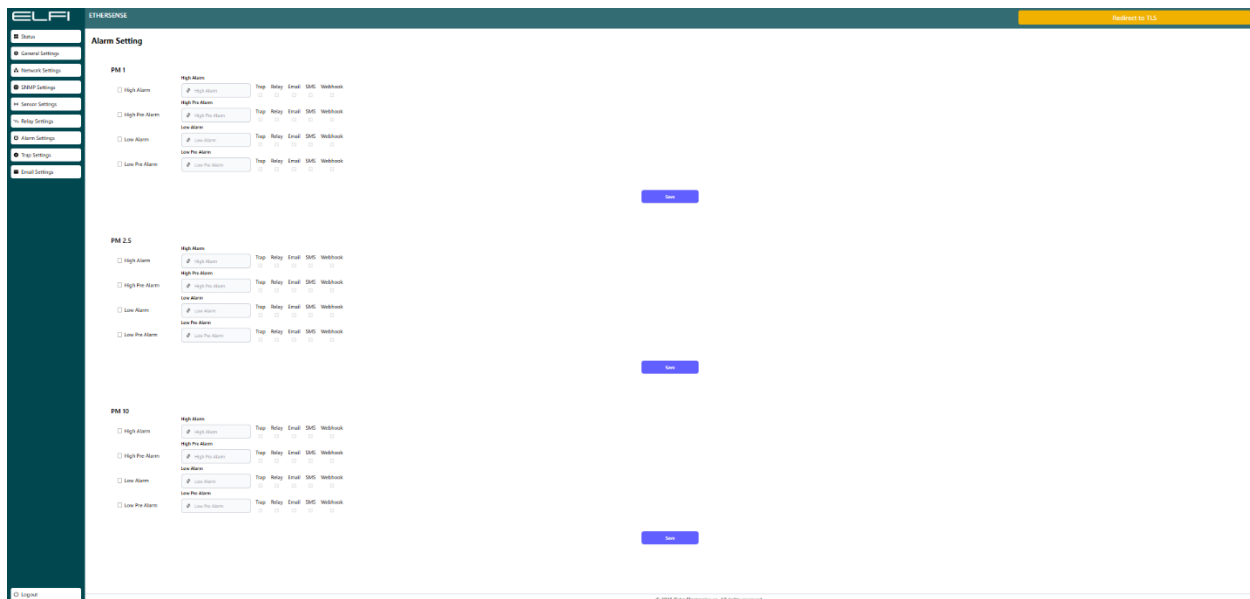 ELFI
ETHERSENSE
Redirect to TLS
Status
General Settings
Network Settings
SNMP Settings
Sensor Settings
Relay Settings
Alarm Settings
Trap Settings
Email Settings
Logout
Alarm Setting
PM 1
High Alarm
High Alarm High Alarm Trap Relay Email SMS Webhook
High Pre Alarm
High Pre Alarm High Pre Alarm Trap Relay Email SMS Webhook
Low Alarm
Low Alarm Low Alarm Trap Relay Email SMS Webhook
Low Pre Alarm
Low Pre Alarm Low Pre Alarm Trap Relay Email SMS Webhook
Save
PM 2.5
High Alarm
High Alarm High Alarm Trap Relay Email SMS Webhook
High Pre Alarm
High Pre Alarm High Pre Alarm Trap Relay Email SMS Webhook
Low Alarm
Low Alarm Low Alarm Trap Relay Email SMS Webhook
Low Pre Alarm
Low Pre Alarm Low Pre Alarm Trap Relay Email SMS Webhook
Save
PM 10
High Alarm
High Alarm High Alarm Trap Relay Email SMS Webhook
High Pre Alarm
High Pre Alarm High Pre Alarm Trap Relay Email SMS Webhook
Low Alarm
Low Alarm Low Alarm Trap Relay Email SMS Webhook
Low Pre Alarm
Low Pre Alarm Low Pre Alarm Trap Relay Email SMS Webhook
Save